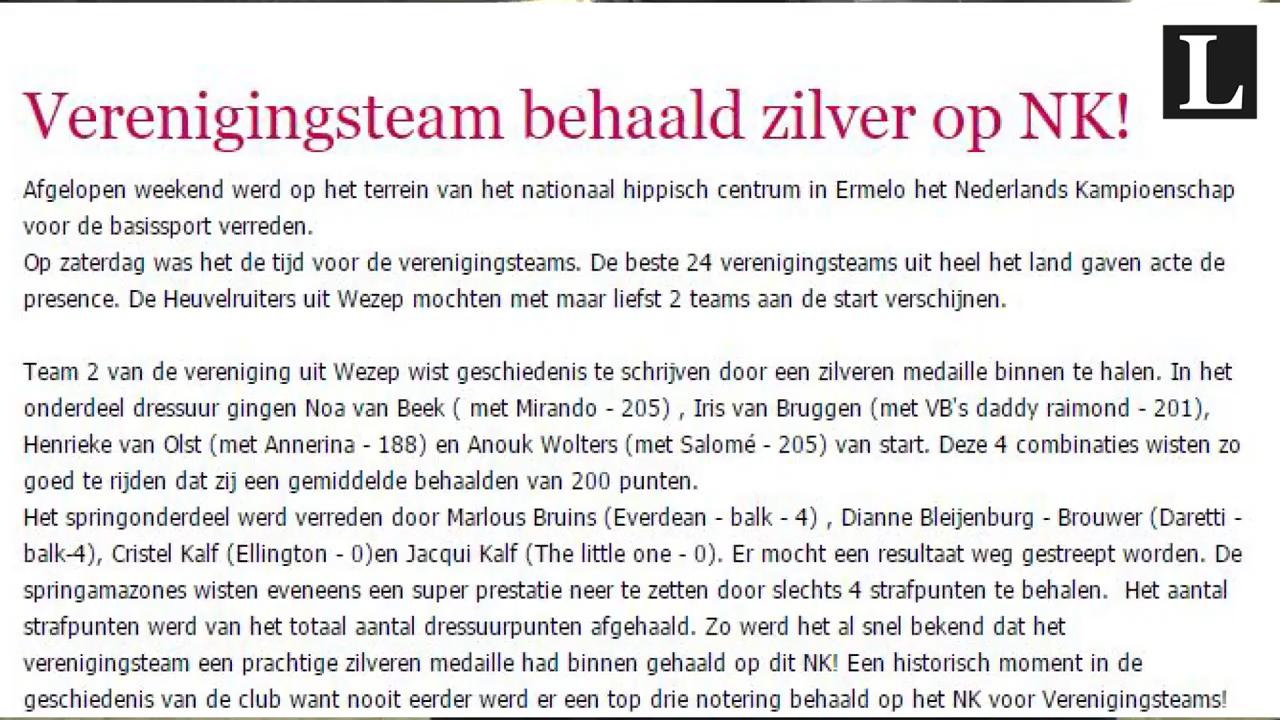 L
Verenigingsteam behaald zilver op NK!
Afgelopen weekend werd op het terrein van het nationaal hippisch centrum in Ermelo het Nederlands Kampioenschap
voor de basissport verreden.
Op zaterdag was het de tijd voor de verenigingsteams. De beste 24 verenigingsteams uit heel het land gaven acte de
presence. De Heuvelruiters uit Wezep mochten met maar liefst 2 teams aan de start verschijnen.
Team 2 van de vereniging uit Wezep wist geschiedenis te schrijven door een zilveren medaille binnen te halen. In het
onderdeel dressuur gingen Noa van Beek ( met Mirando - 205) , Iris van Bruggen (met VB's daddy raimond - 201),
Henrieke van Olst (met Annerina - 188) en Anouk Wolters (met Salomé - 205) van start. Deze 4 combinaties wisten zo
goed te rijden dat zij een gemiddelde behaalden van 200 punten.
Het springonderdeel werd verreden door Marlous Bruins (Everdean - balk - 4) , Dianne Bleijenburg - Brouwer (Daretti -
balk-4), Cristel Kalf (Ellington - 0)en Jacqui Kalf (The little one - 0). Er mocht een resultaat weg gestreept worden. De
springamazones wisten eveneens een super prestatie neer te zetten door slechts 4 strafpunten te behalen.  Het aantal
strafpunten werd van het totaal aantal dressuurpunten afgehaald. Zo werd het al snel bekend dat het
verenigingsteam een prachtige zilveren medaille had binnen gehaald op dit NK! Een historisch moment in de
geschiedenis van de club want nooit eerder werd er een top drie notering behaald op het NK voor Verenigingsteams!